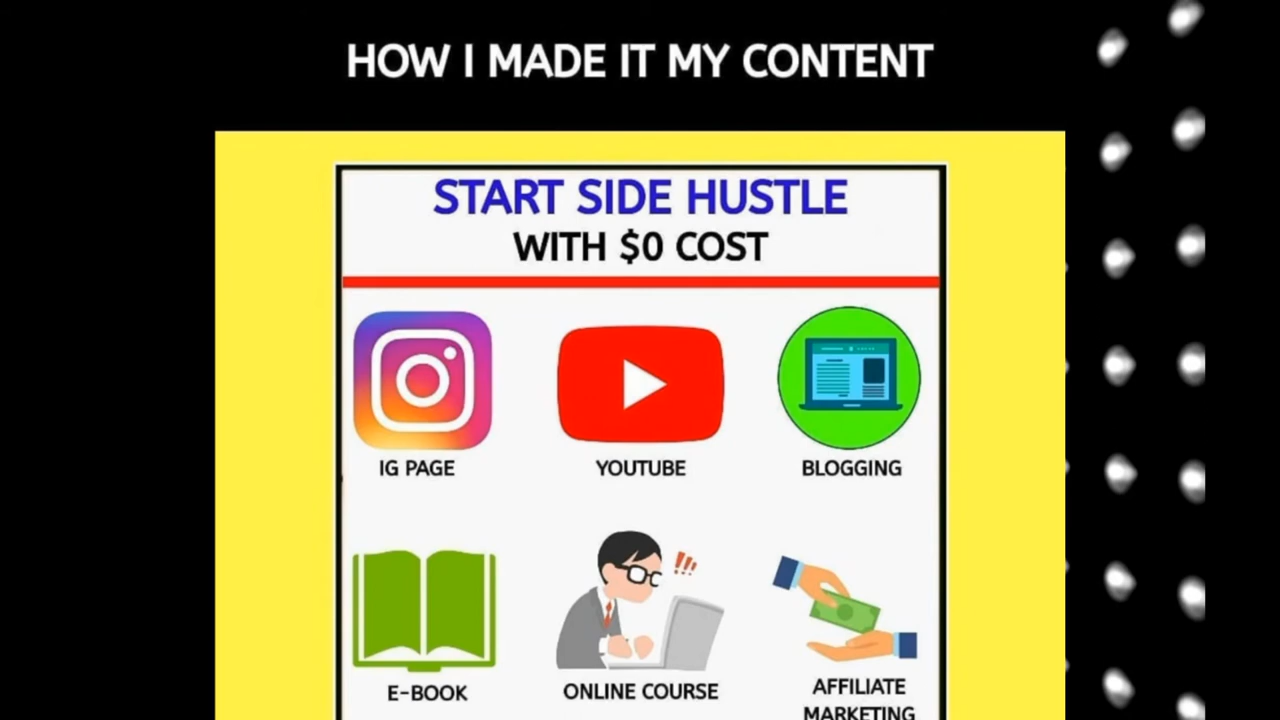 HOW I MADE IT MY CONTENT
START SIDE HUSTLE
WITH $0 COST
IG PAGE
YOUTUBE
BLOGGING
E-BOOK
ONLINE COURSE
AFFILIATE
MARKETING